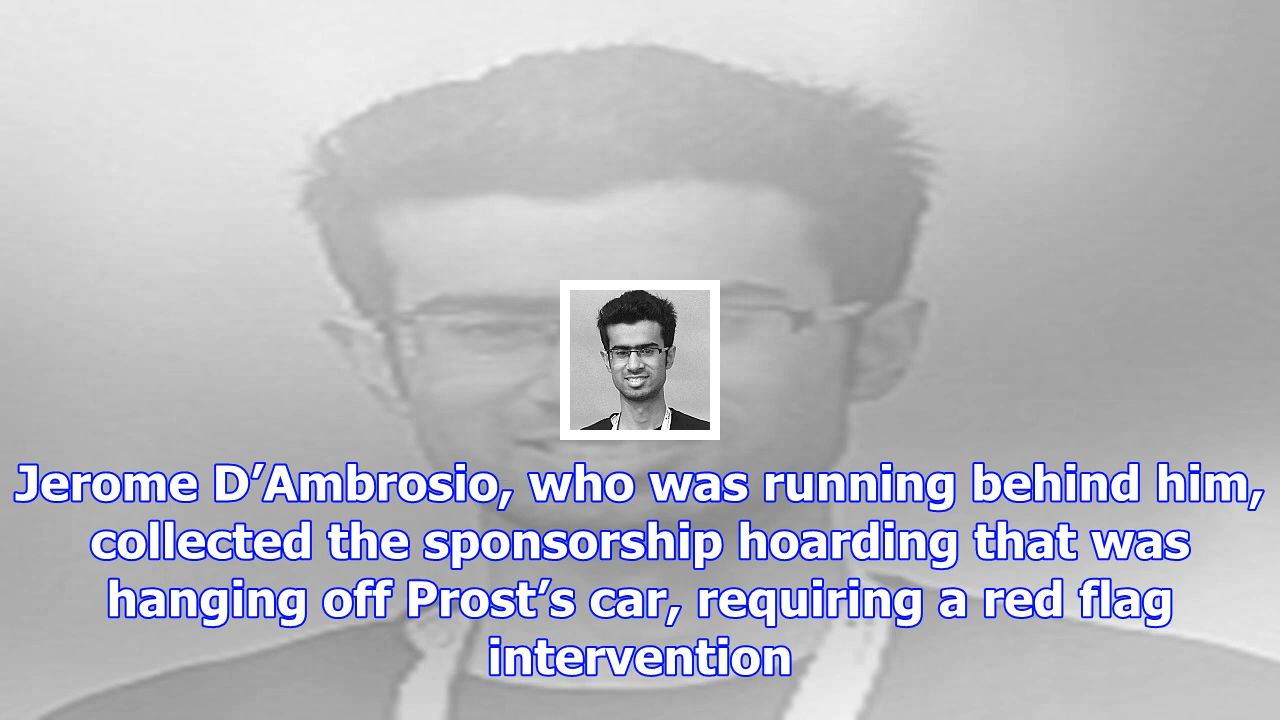 Jerome D’Ambrosio, who was running behind him,
collected the sponsorship hoarding that was
hanging off Prost’s car, requiring a red flag
intervention